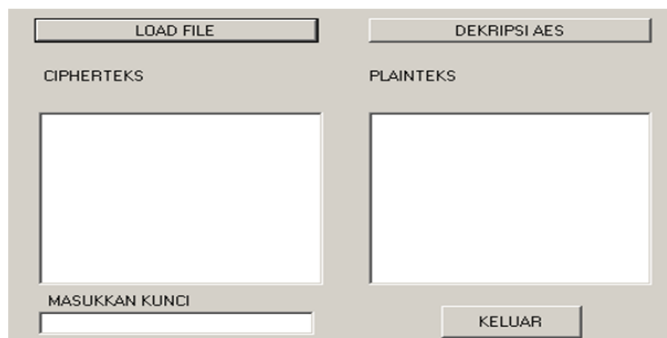 LOAD FILE
DEKRIPSI AES
CIPHERTEKS
PLAINTEKS
MASUKKAN KUNCI
KELUAR